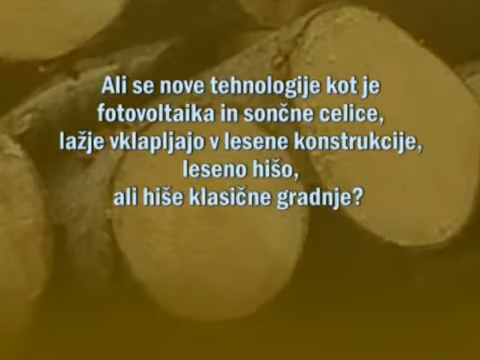 Ali se nove tehnologije kot je
fotovoltaika in sončne celice,
lažje vklapljajo v lesene konstrukcije,
leseno hišo,
ali hiše klasične gradnje?